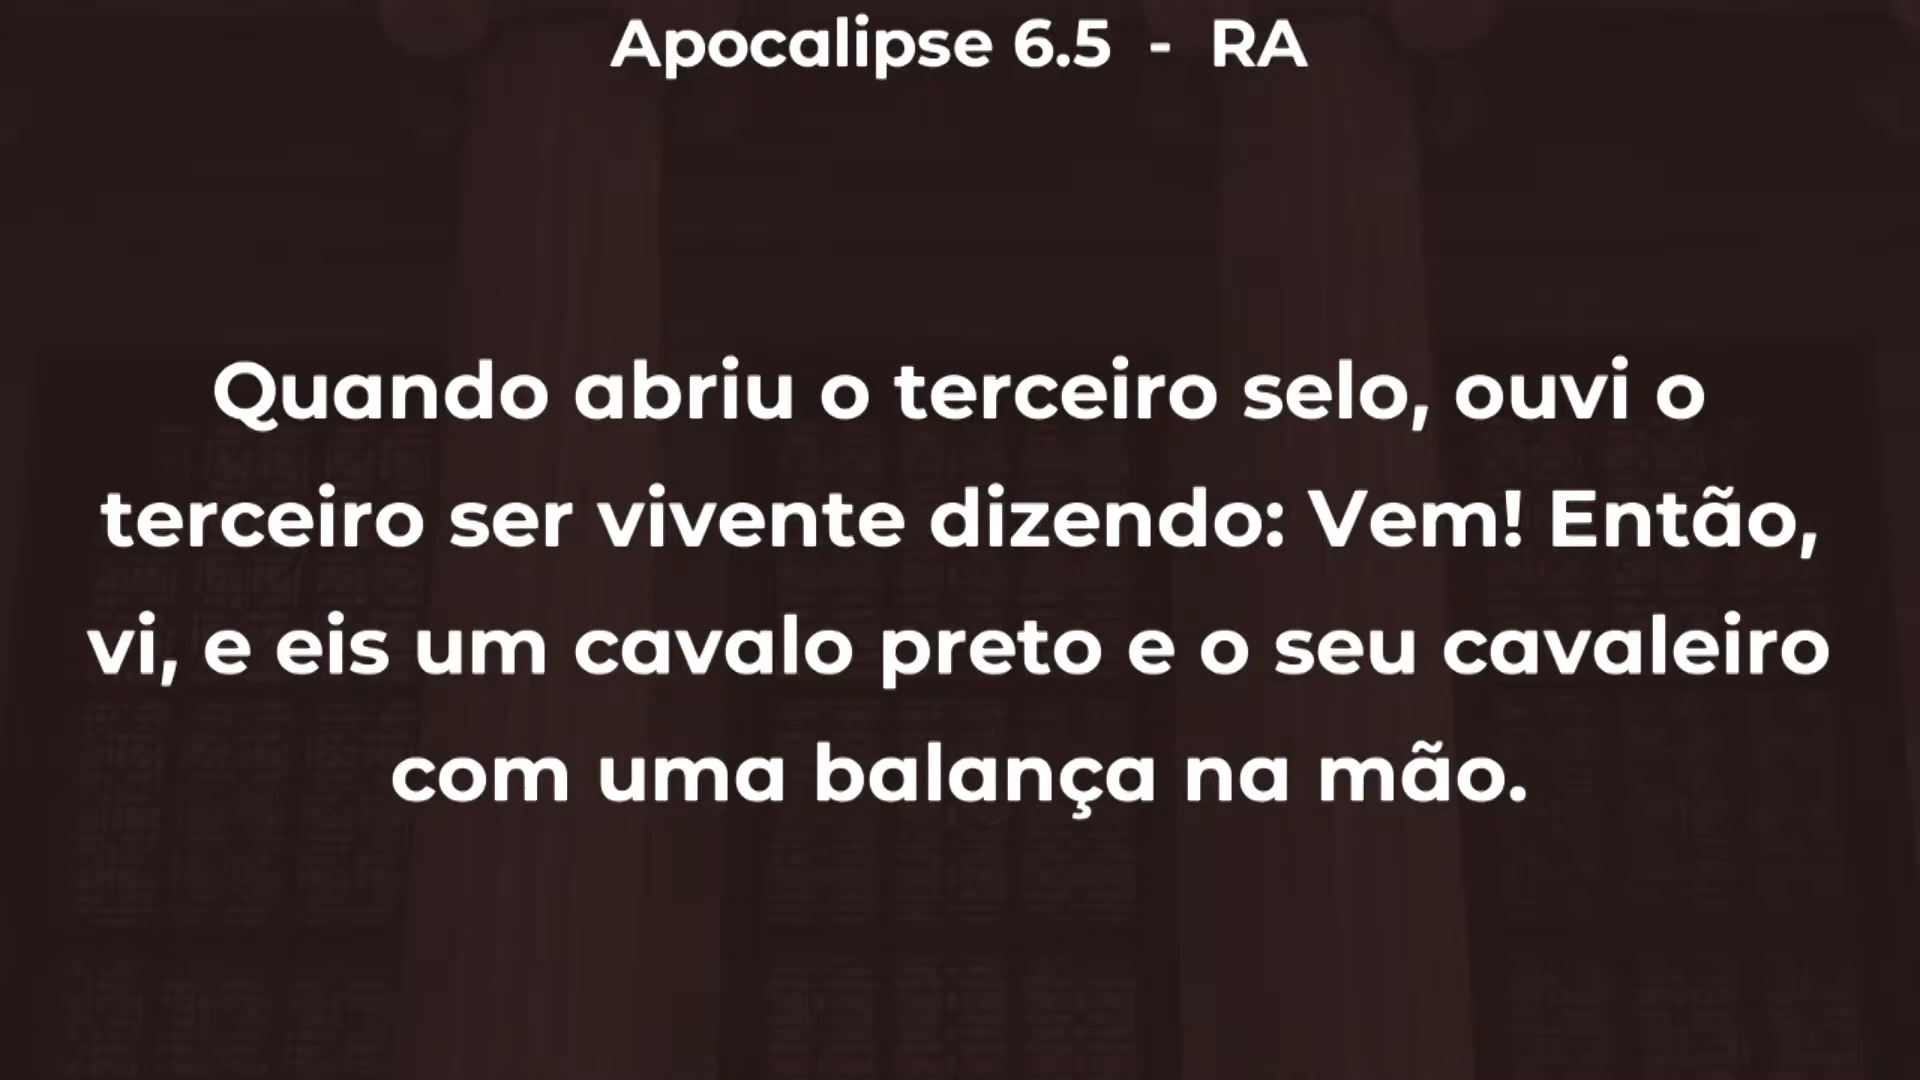 Apocalipse 6.5 - RA
Quando abriu o terceiro selo, ouvi o
terceiro ser vivente dizendo: Vem! Então,
vi, e eis um cavalo preto e o seu cavaleiro
com uma balança na mão.